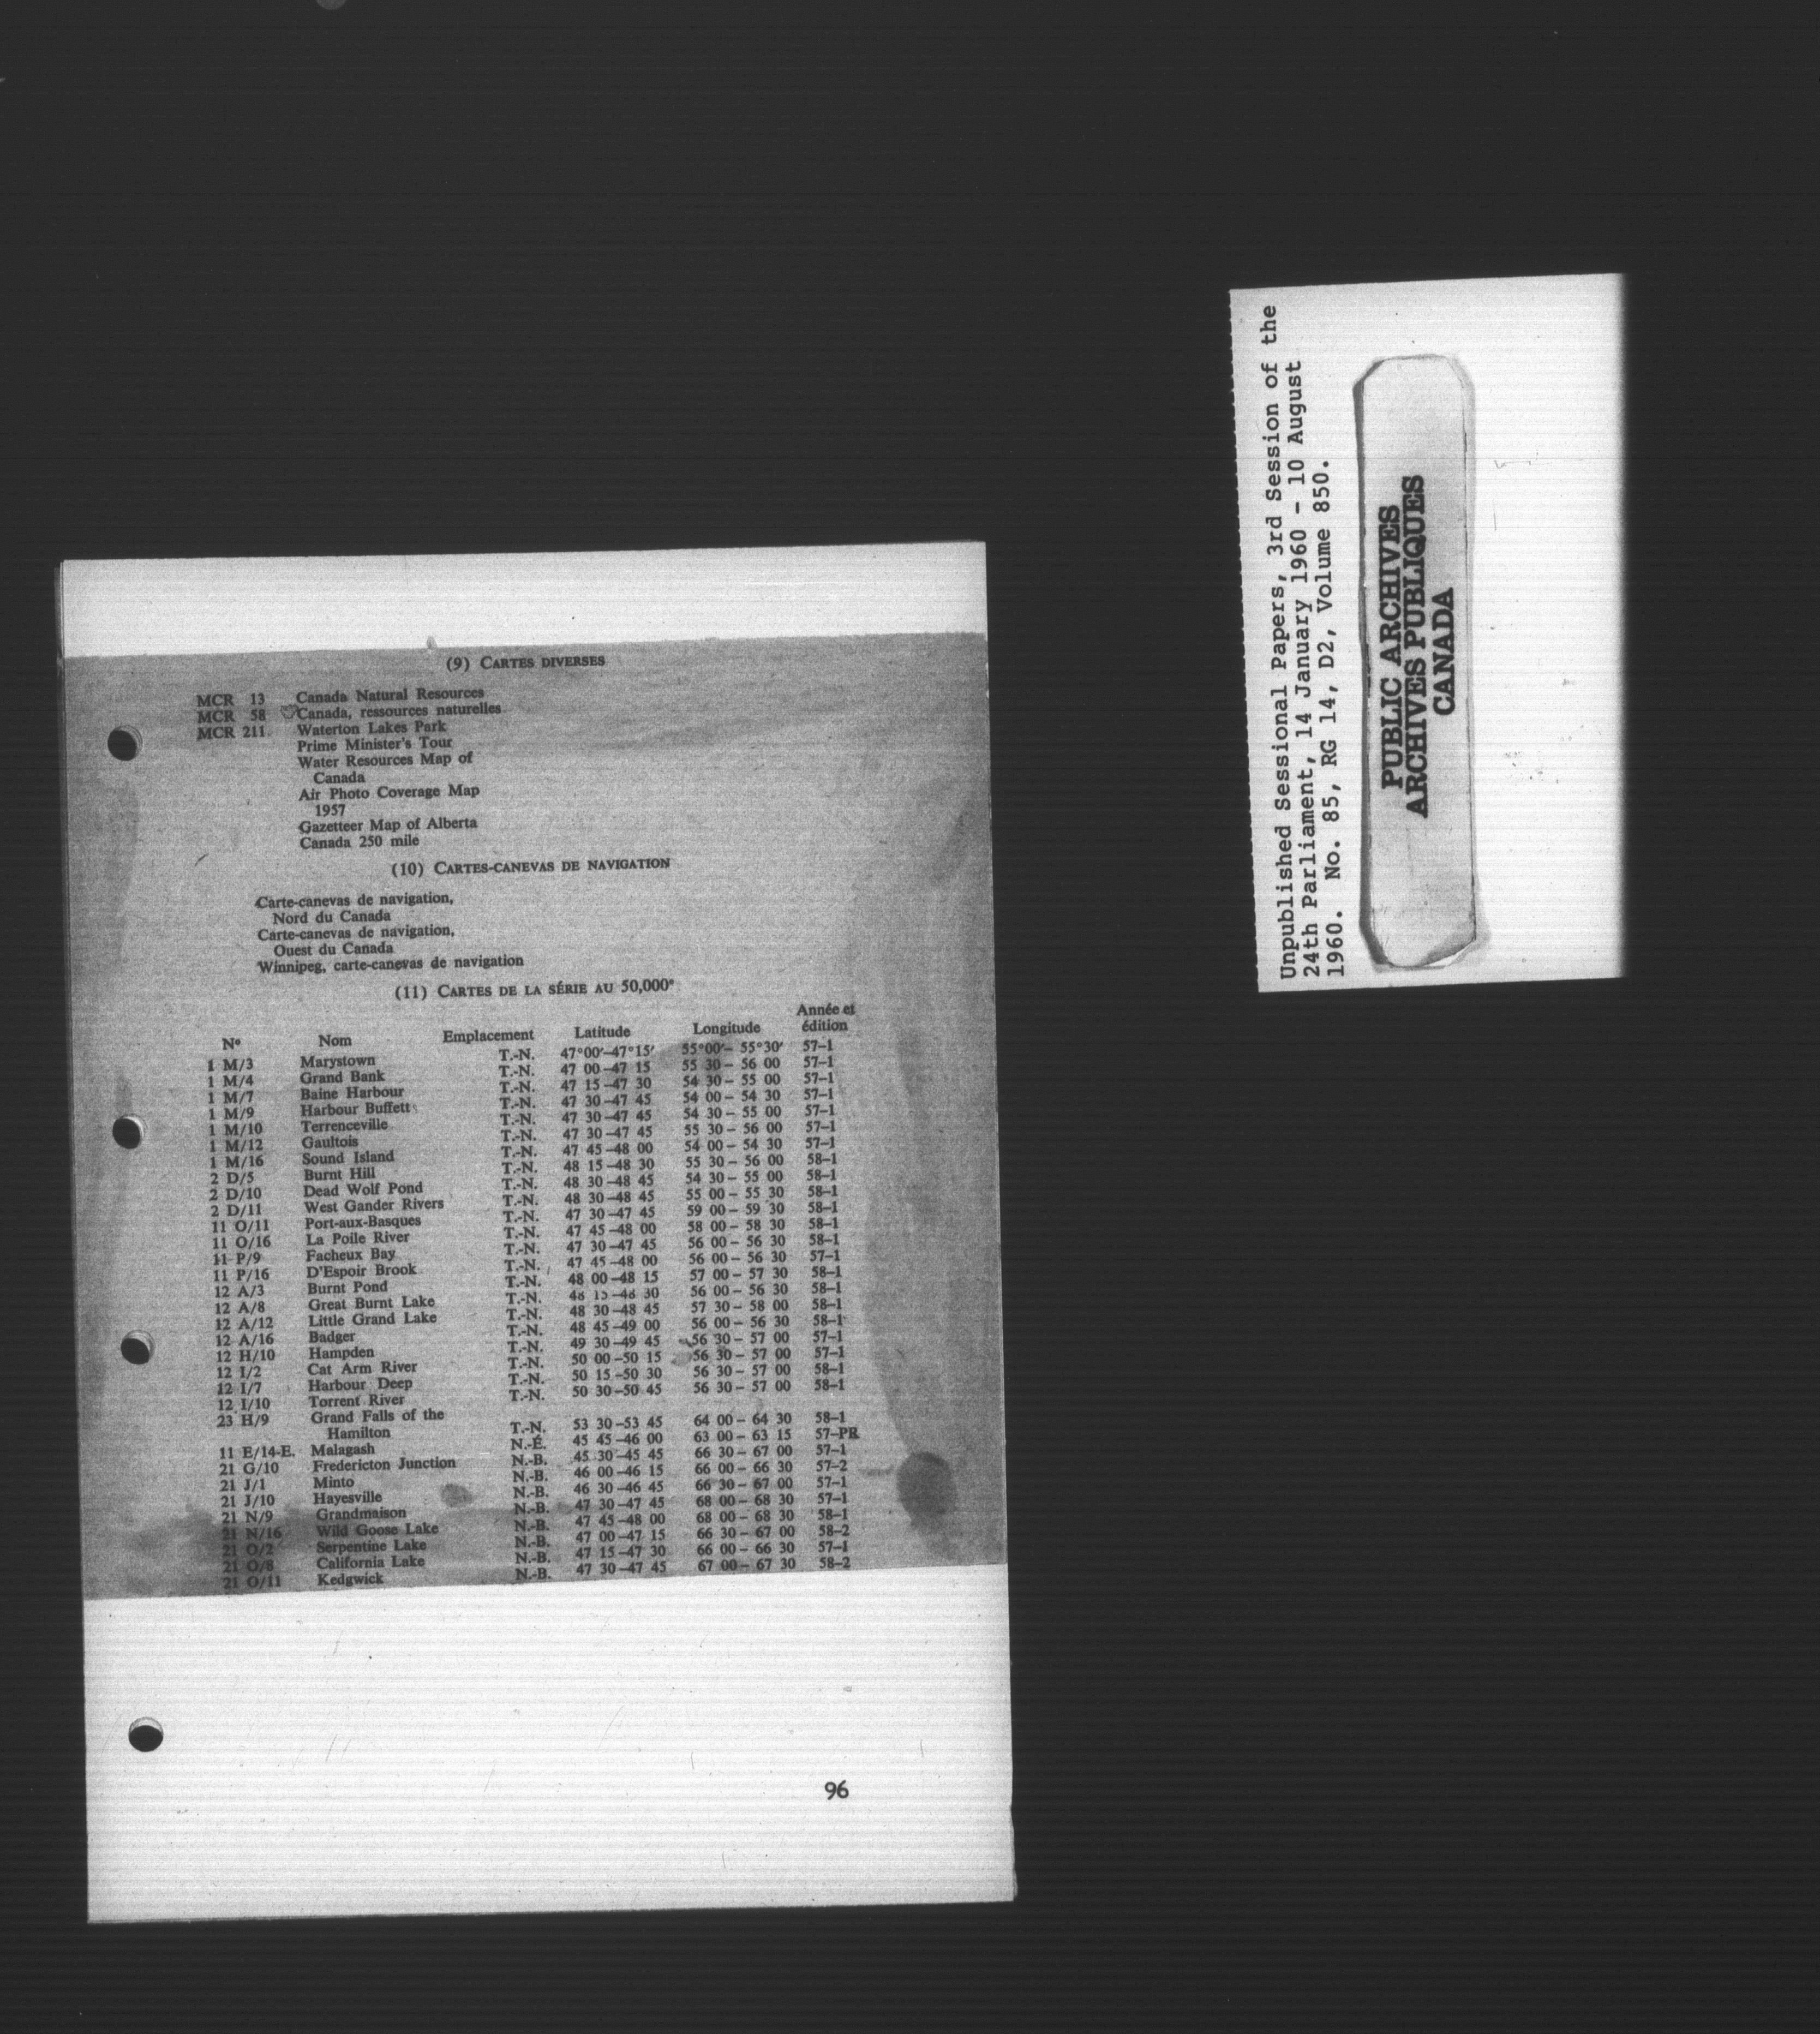 (9) CARTES DIVERSES
MCR 13 Canada Natural Resources
MCR 58 Canada, ressources naturelles
MCR 211 Waterton Lakes Park
Prime Minister's Tour
Water Resources Map of
Canada
Air Photo Coverage Map
1957
Gazetteer Map of Alberta
Canada 250 mile
(10) CARTES-CANEVAS DE NAVIGATION
Carte-canevas de navigation,
Nord du Canada
Carte-canevas de navigation,
Ouest du Canada
Winnipeg, carte-canevas de navigation
(11) CARTES DE LA SÉRIE AU 50,000e
Nº Nom Emplacement Latitude Longitude Année et édition
1 M/3 Marystown T.-N. 47°00′–47°15′ 55°00′– 55°30′ 57–1
1 M/4 Grand Bank T.-N. 47 00–47 15 55 30– 56 00 57–1
1 M/7 Baine Harbour T.-N. 47 15–47 30 54 30– 55 00 57–1
1 M/9 Harbour Buffett T.-N. 47 30–47 45 54 00– 54 30 57–1
1 M/10 Terrenceville T.-N. 47 30–47 45 54 30– 55 00 57–1
1 M/12 Gaultois T.-N. 47 30–47 45 55 30– 56 00 57–1
1 M/16 Sound Island T.-N. 47 45–48 00 54 00– 54 30 57–1
2 D/5 Burnt Hill T.-N. 48 15–48 30 55 30– 56 00 58–1
2 D/10 Dead Wolf Pond T.-N. 48 30–48 45 54 30– 55 00 58–1
2 D/11 West Gander Rivers T.-N. 48 30–48 45 55 00– 55 30 58–1
11 O/11 Port-aux-Basques T.-N. 47 30–47 45 59 00– 59 30 58–1
11 O/16 La Poile River T.-N. 47 45–48 00 58 00– 58 30 58–1
11 P/9 Facheux Bay T.-N. 47 30–47 45 56 00– 56 30 58–1
11 P/16 D'Espoir Brook T.-N. 47 45–48 00 56 00– 56 30 57–1
12 A/3 Burnt Pond T.-N. 48 00–48 15 57 00– 57 30 58–1
12 A/8 Great Burnt Lake T.-N. 48 15–48 30 56 00– 56 30 58–1
12 A/12 Little Grand Lake T.-N. 48 30–48 45 57 30– 58 00 58–1
12 A/16 Badger T.-N. 48 45–49 00 56 00– 56 30 58–1
12 H/10 Hampden T.-N. 49 30–49 45 56 30– 57 00 57–1
12 I/2 Cat Arm River T.-N. 50 00–50 15 56 30– 57 00 57–1
12 I/7 Harbour Deep T.-N. 50 15–50 30 56 30– 57 00 58–1
12 I/10 Torrent River T.-N. 50 30–50 45 56 30– 57 00 58–1
23 H/9 Grand Falls of the
Hamilton T.-N. 53 30–53 45 64 00– 64 30 58–1
11 E/14-E. Malagash N.-É. 45 45–46 00 63 00– 63 15 57–PR
21 G/10 Fredericton Junction N.-B. 45 30–45 45 66 30– 67 00 57–1
21 J/1 Minto N.-B. 46 00–46 15 66 00– 66 30 57–2
21 J/10 Hayesville N.-B. 46 30–46 45 66 30– 67 00 57–1
21 N/9 Grandmaison N.-B. 47 30–47 45 68 00– 68 30 57–1
21 N/16 Wild Goose Lake N.-B. 47 45–48 00 68 00– 68 30 58–1
21 O/2 Serpentine Lake N.-B. 47 00–47 15 66 30– 67 00 58–2
21 O/8 California Lake N.-B. 47 15–47 30 66 00– 66 30 57–1
21 O/11 Kedgwick N.-B. 47 30–47 45 67 00– 67 30 58–2
96
Unpublished Sessional Papers, 3rd Session of the
24th Parliament, 14 January 1960 - 10 August
1960. No. 85, RG 14, D2, Volume 850.
PUBLIC ARCHIVES
ARCHIVES PUBLIQUES
CANADA